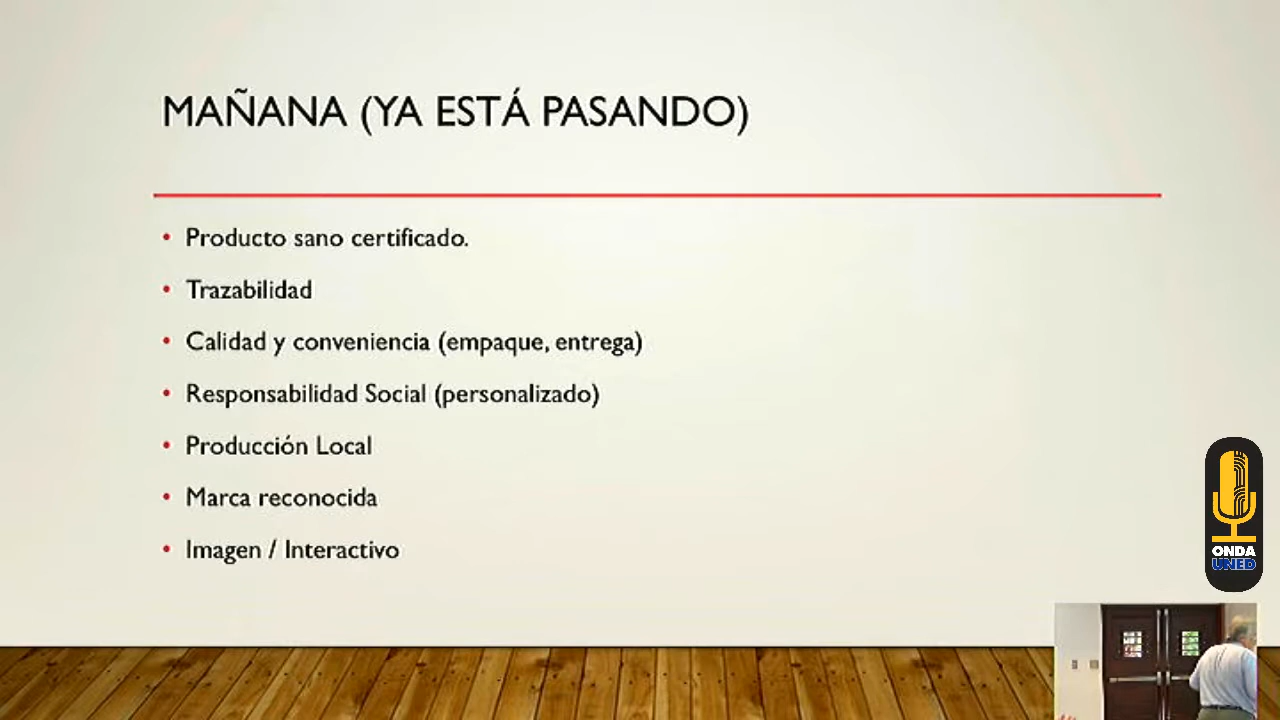 MAÑANA (YA ESTÁ PASANDO)
• Producto sano certificado.
• Trazabilidad
• Calidad y conveniencia (empaque, entrega)
• Responsabilidad Social (personalizado)
• Producción Local
• Marca reconocida
• Imagen / Interactivo
ONDA
UNED